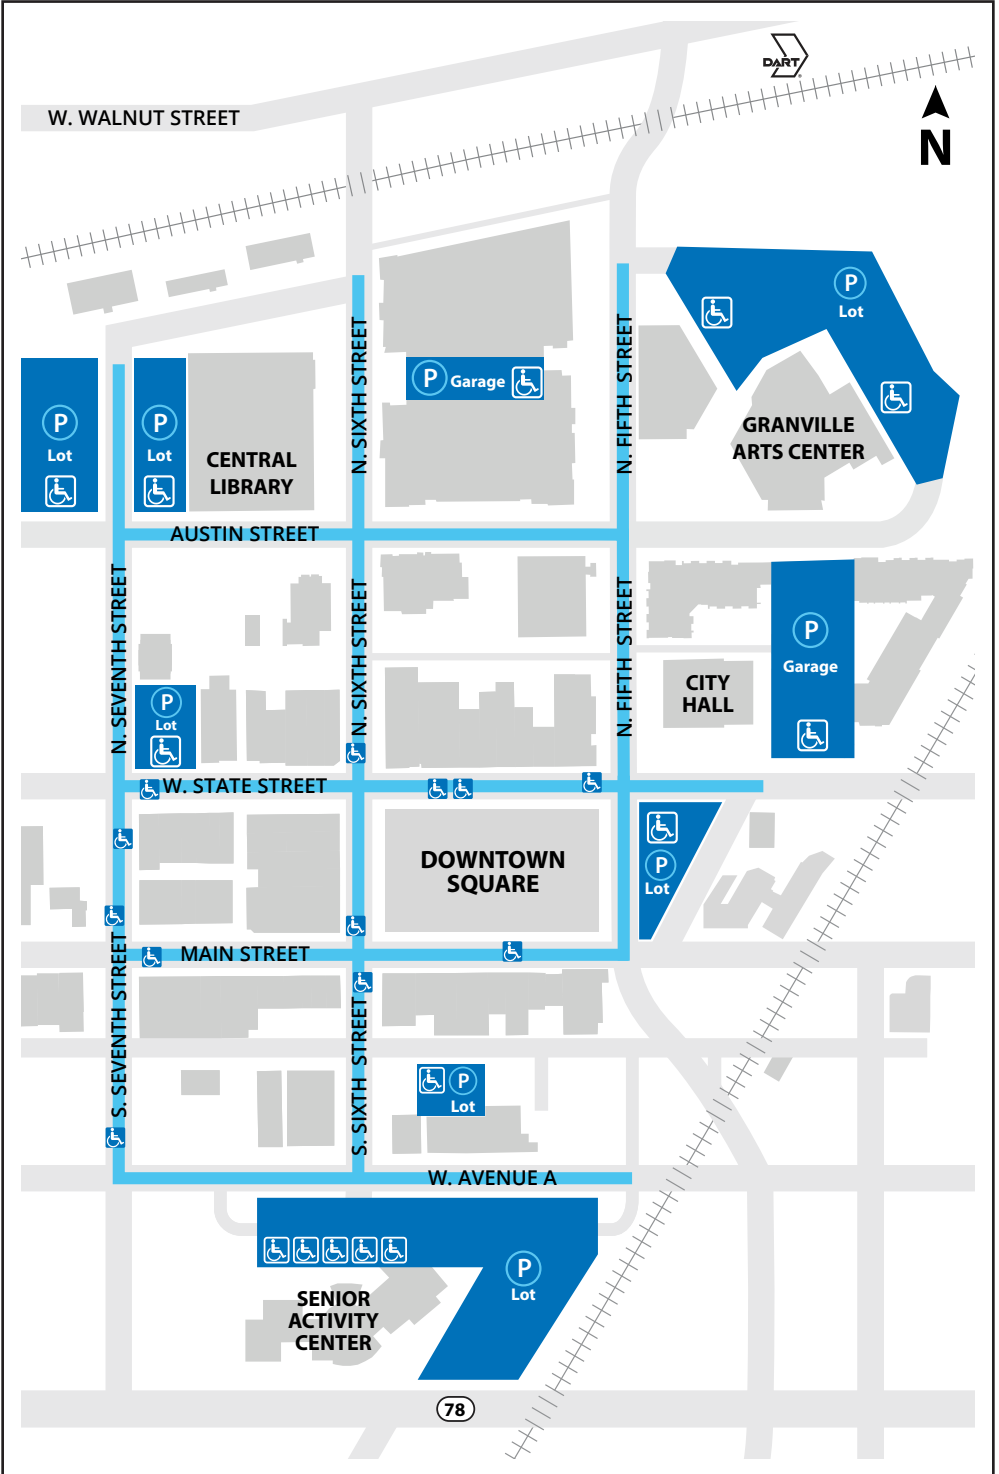 DART
W. WALNUT STREET
N
P
Lot
P
Lot
P
Lot
CENTRAL
LIBRARY
N. SIXTH STREET
P Garage
N. FIFTH STREET
GRANVILLE
ARTS CENTER
AUSTIN STREET
N. SEVENTH STREET
N. SIXTH STREET
N. FIFTH STREET
P
Garage
CITY
HALL
P
Lot
W. STATE STREET
DOWNTOWN
SQUARE
P
Lot
MAIN STREET
S. SEVENTH STREET
S. SIXTH STREET
P
Lot
W. AVENUE A
P
Lot
SENIOR
ACTIVITY
CENTER
78